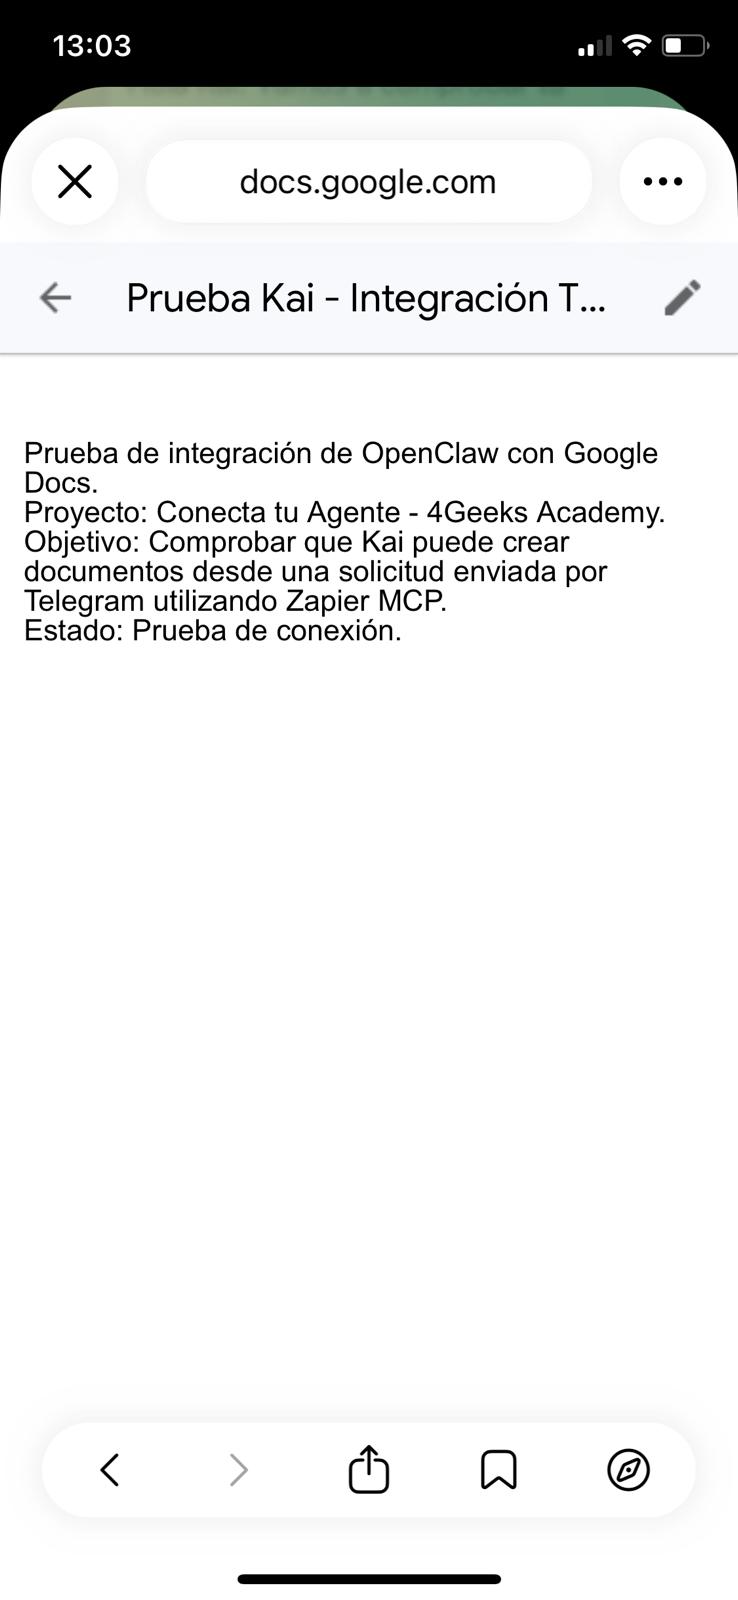 13:03
docs.google.com
Prueba Kai - Integración T...
Prueba de integración de OpenClaw con Google
Docs.
Proyecto: Conecta tu Agente - 4Geeks Academy.
Objetivo: Comprobar que Kai puede crear
documentos desde una solicitud enviada por
Telegram utilizando Zapier MCP.
Estado: Prueba de conexión.